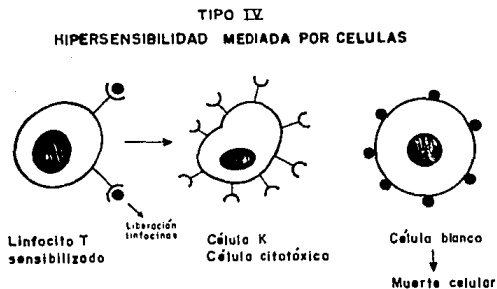 TIPO IV
HIPERSENSIBILIDAD MEDIADA POR CELULAS
Liberación
linfocinas
Linfocito T
sensibilizado
Célula K
Célula citotóxica
Célula blanco
Muerte celular